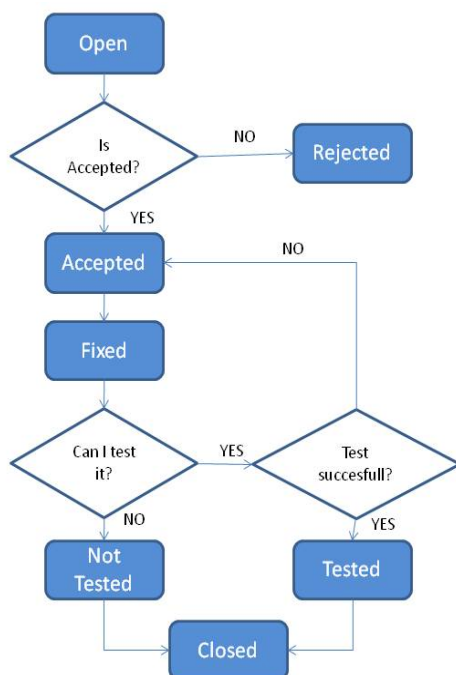 Open
Is
Accepted?
NO
Rejected
YES
Accepted
NO
Fixed
Can I test
it?
YES
Test
succesfull?
NO
YES
Not
Tested
Tested
Closed